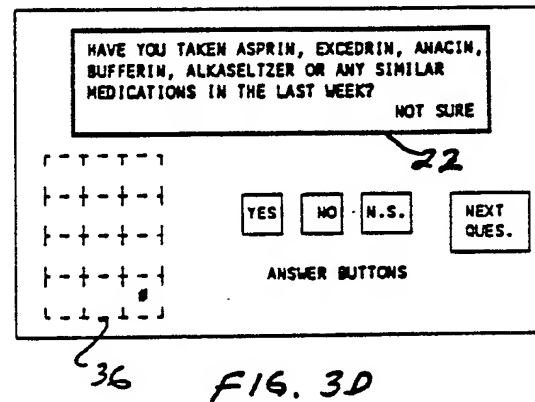 HAVE YOU TAKEN ASPRIN, EXCEDRIN, ANACIN,
BUFFERIN, ALKASELTZER OR ANY SIMILAR
MEDICATIONS IN THE LAST WEEK?
NOT SURE
22
YES NO N.S. NEXT
QUES.
ANSWER BUTTONS
#
36
FIG. 3D